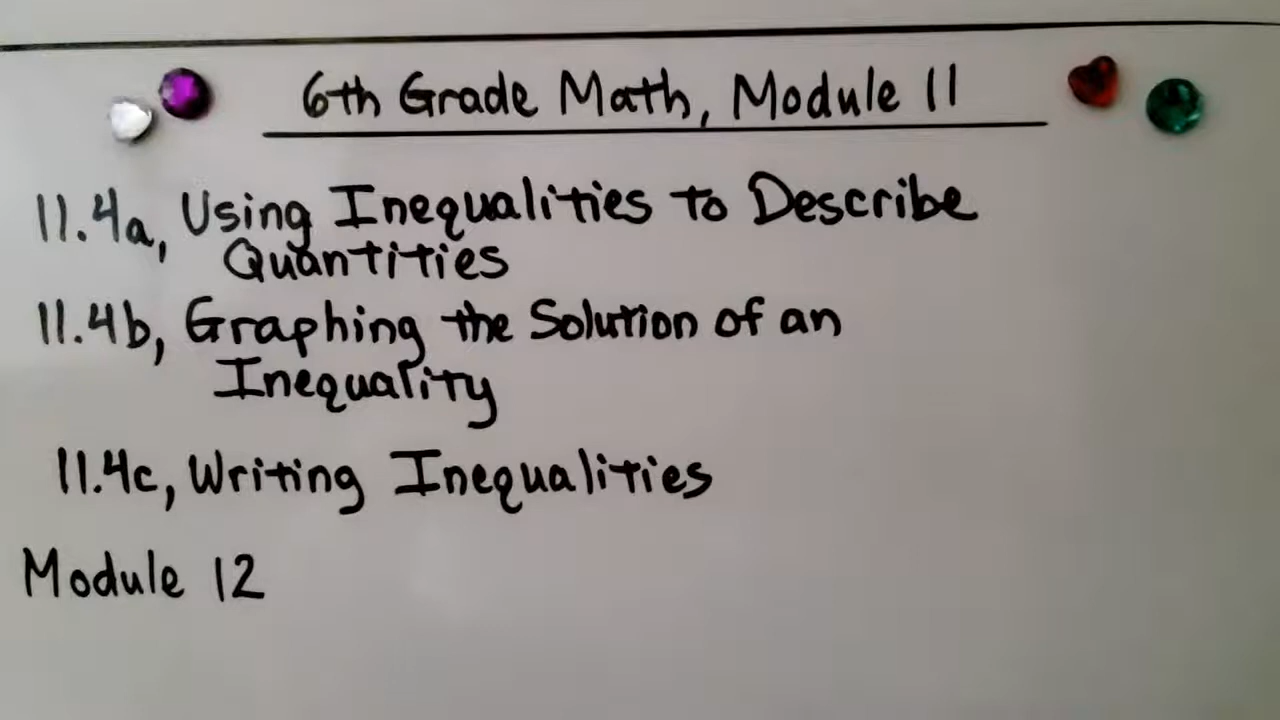 6th Grade Math, Module 11
11.4a, Using Inequalities to Describe
Quantities
11.4b, Graphing the Solution of an
Inequality
11.4c, Writing Inequalities
Module 12